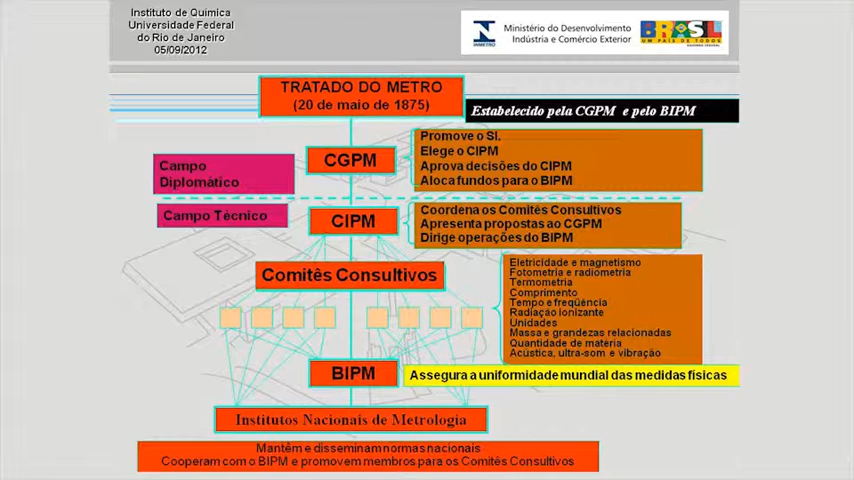 Instituto de Química
Universidade Federal
do Rio de Janeiro
05/09/2012
INMETRO
Ministério do Desenvolvimento
Indústria e Comércio Exterior
BRASIL
UM PAÍS DE TODOS
TRATADO DO METRO
(20 de maio de 1875)
Estabelecido pela CGPM e pelo BIPM
Campo
Diplomático
CGPM
Promove o SI.
Elege o CIPM
Aprova decisões do CIPM
Aloca fundos para o BIPM
Campo Técnico
CIPM
Coordena os Comitês Consultivos
Apresenta propostas ao CGPM
Dirige operações do BIPM
Comitês Consultivos
Eletricidade e magnetismo
Fotometria e radiometria
Termometria
Comprimento
Tempo e freqüência
Radiação ionizante
Unidades
Massa e grandezas relacionadas
Quantidade de matéria
Acústica, ultra-som e vibração
BIPM
Assegura a uniformidade mundial das medidas físicas
Institutos Nacionais de Metrologia
Mantêm e disseminam normas nacionais
Cooperam com o BIPM e promovem membros para os Comitês Consultivos